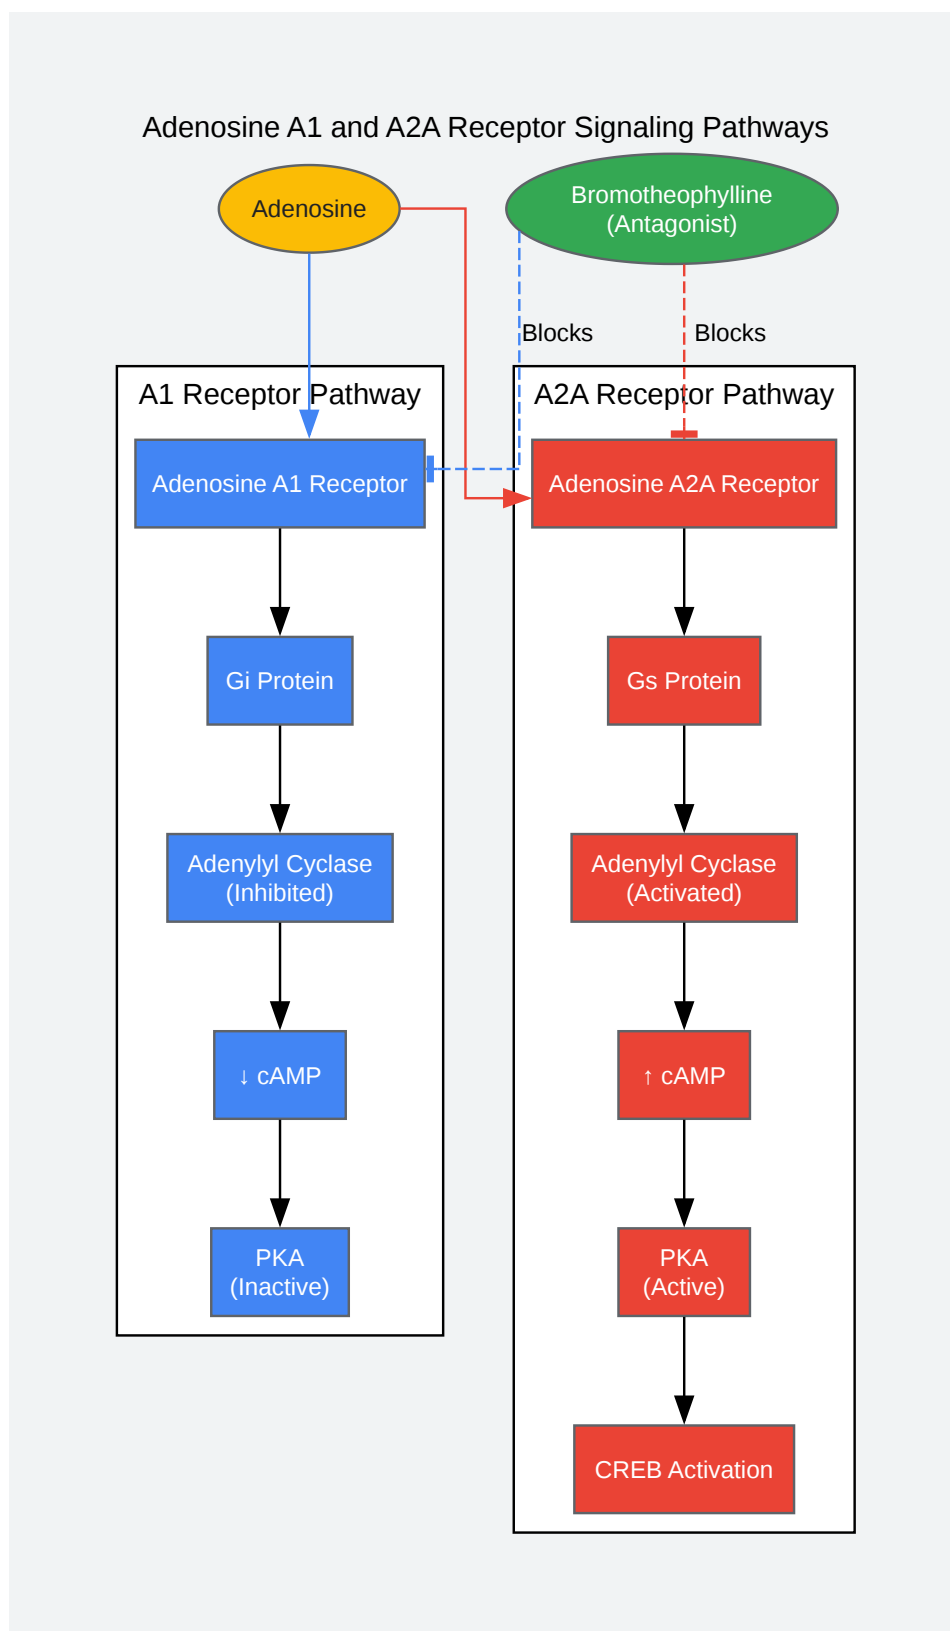 Adenosine A1 and A2A Receptor Signaling Pathways
Adenosine
Bromotheophylline
(Antagonist)
Blocks
Blocks
A1 Receptor Pathway
Adenosine A1 Receptor
Gi Protein
Adenylyl Cyclase
(Inhibited)
↓ cAMP
PKA
(Inactive)
A2A Receptor Pathway
Adenosine A2A Receptor
Gs Protein
Adenylyl Cyclase
(Activated)
↑ cAMP
PKA
(Active)
CREB Activation